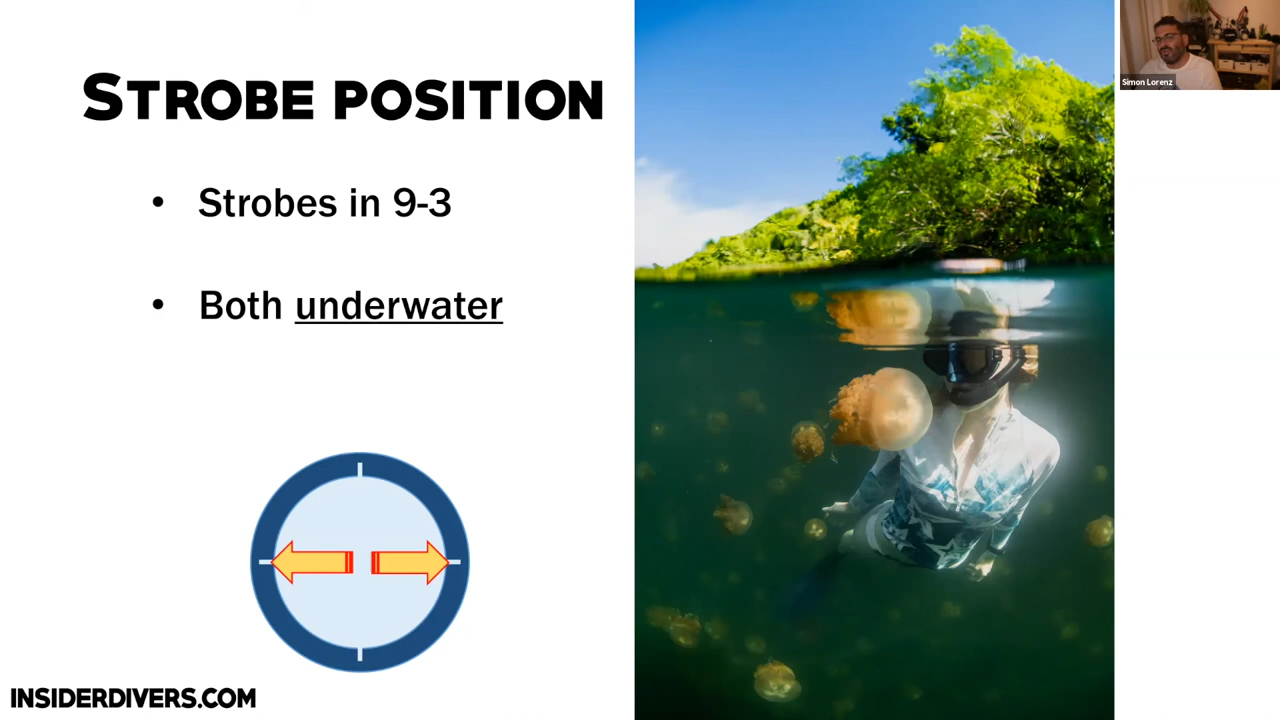 STROBE POSITION
• Strobes in 9-3
• Both underwater
INSIDERDIVERS.COM
Simon Lorenz